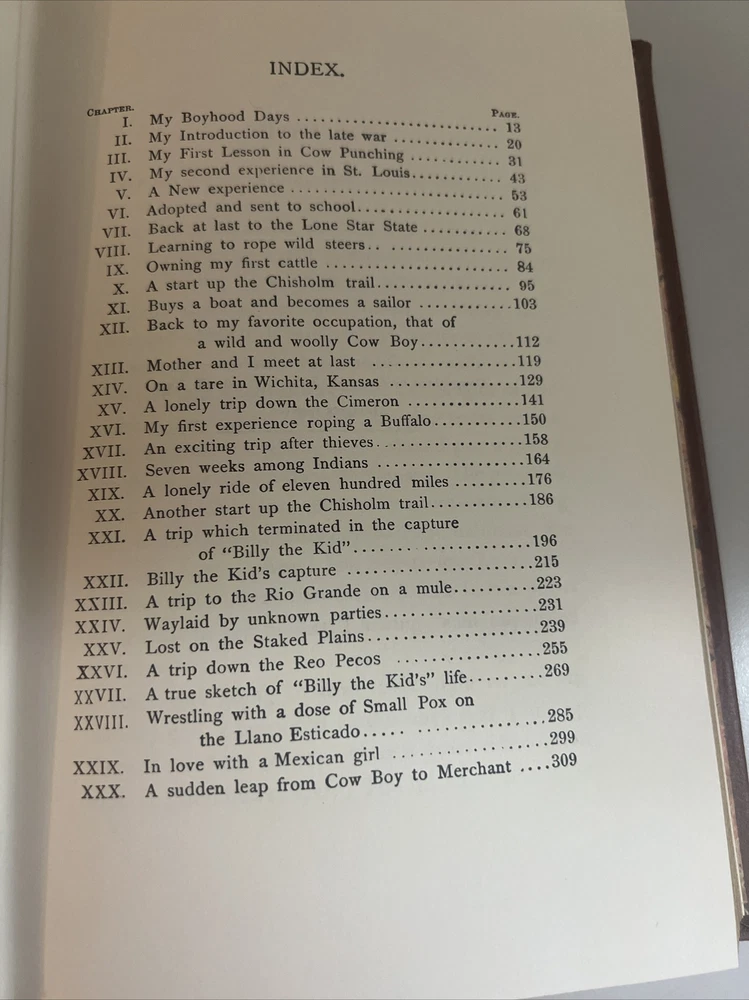 INDEX.
CHAPTER. PAGE.
I. My Boyhood Days .......................... 13
II. My Introduction to the late war ............. 20
III. My First Lesson in Cow Punching ........... 31
IV. My second experience in St. Louis........... 43
V. A New experience .......................... 53
VI. Adopted and sent to school.................. 61
VII. Back at last to the Lone Star State .......... 68
VIII. Learning to rope wild steers.. .............. 75
IX. Owning my first cattle ...................... 84
X. A start up the Chisholm trail................ 95
XI. Buys a boat and becomes a sailor ...........103
XII. Back to my favorite occupation, that of
a wild and woolly Cow Boy............112
XIII. Mother and I meet at last .................119
XIV. On a tare in Wichita, Kansas ...............129
XV. A lonely trip down the Cimeron .............141
XVI. My first experience roping a Buffalo..........150
XVII. An exciting trip after thieves.................158
XVIII. Seven weeks among Indians .................164
XIX. A lonely ride of eleven hundred miles .......176
XX. Another start up the Chisholm trail...........186
XXI. A trip which terminated in the capture
of "Billy the Kid".....................196
XXII. Billy the Kid's capture .....................215
XXIII. A trip to the Rio Grande on a mule..........223
XXIV. Waylaid by unknown parties.................231
XXV. Lost on the Staked Plains...................239
XXVI. A trip down the Reo Pecos .................255
XXVII. A true sketch of "Billy the Kid's" life.........269
XXVIII. Wrestling with a dose of Small Pox on
the Llano Esticado..... .................285
XXIX. In love with a Mexican girl .................299
XXX. A sudden leap from Cow Boy to Merchant ....309